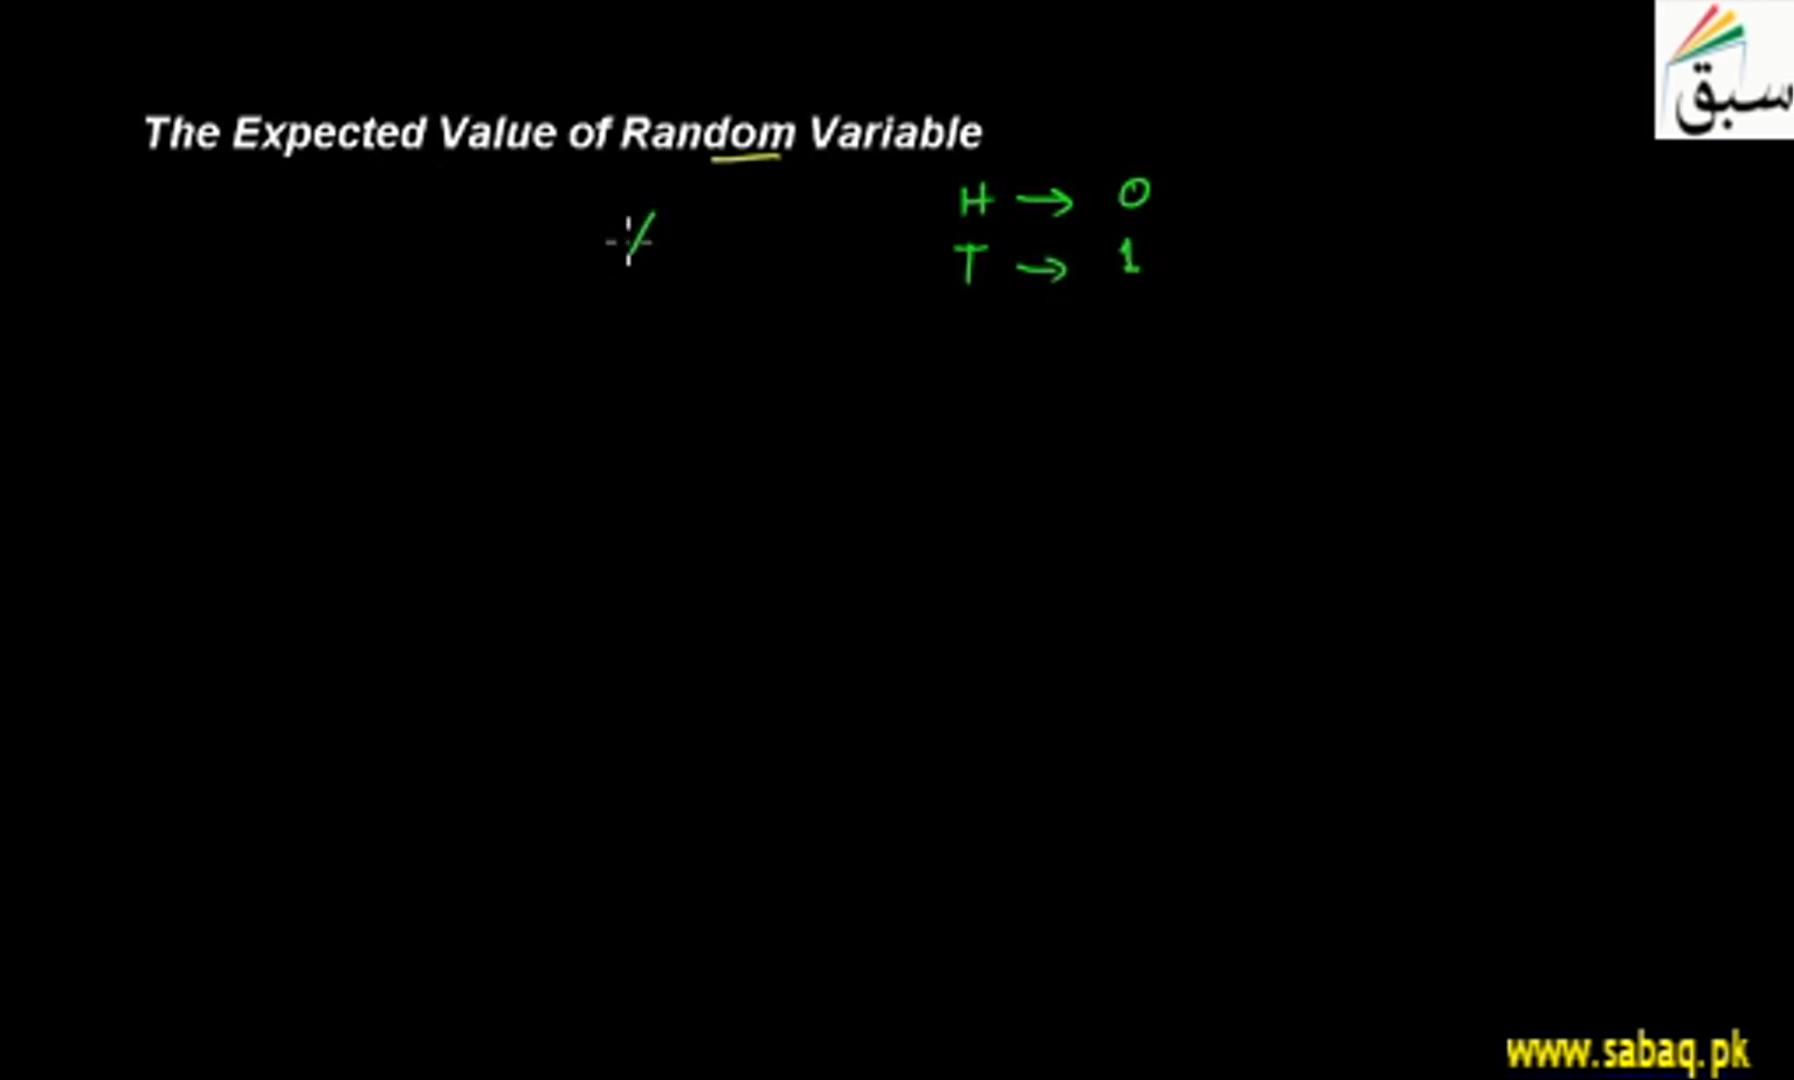 سبق
The Expected Value of Random Variable
H → 0
T → 1
www.sabaq.pk